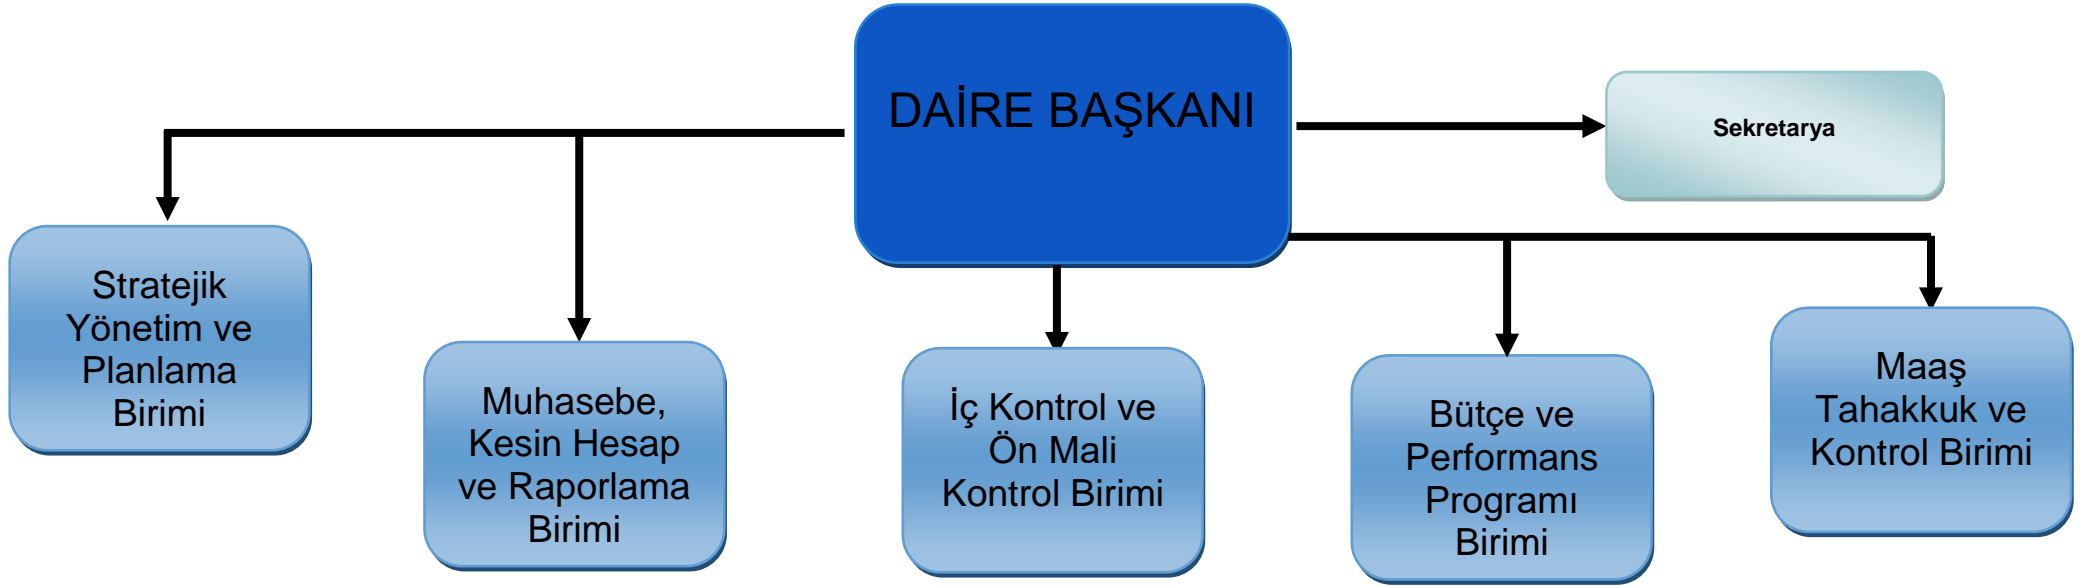 DAİRE BAŞKANI
Sekretarya
Stratejik
Yönetim ve
Planlama
Birimi
Muhasebe,
Kesin Hesap
ve Raporlama
Birimi
İç Kontrol ve
Ön Mali
Kontrol Birimi
Bütçe ve
Performans
Programı
Birimi
Maaş
Tahakkuk ve
Kontrol Birimi